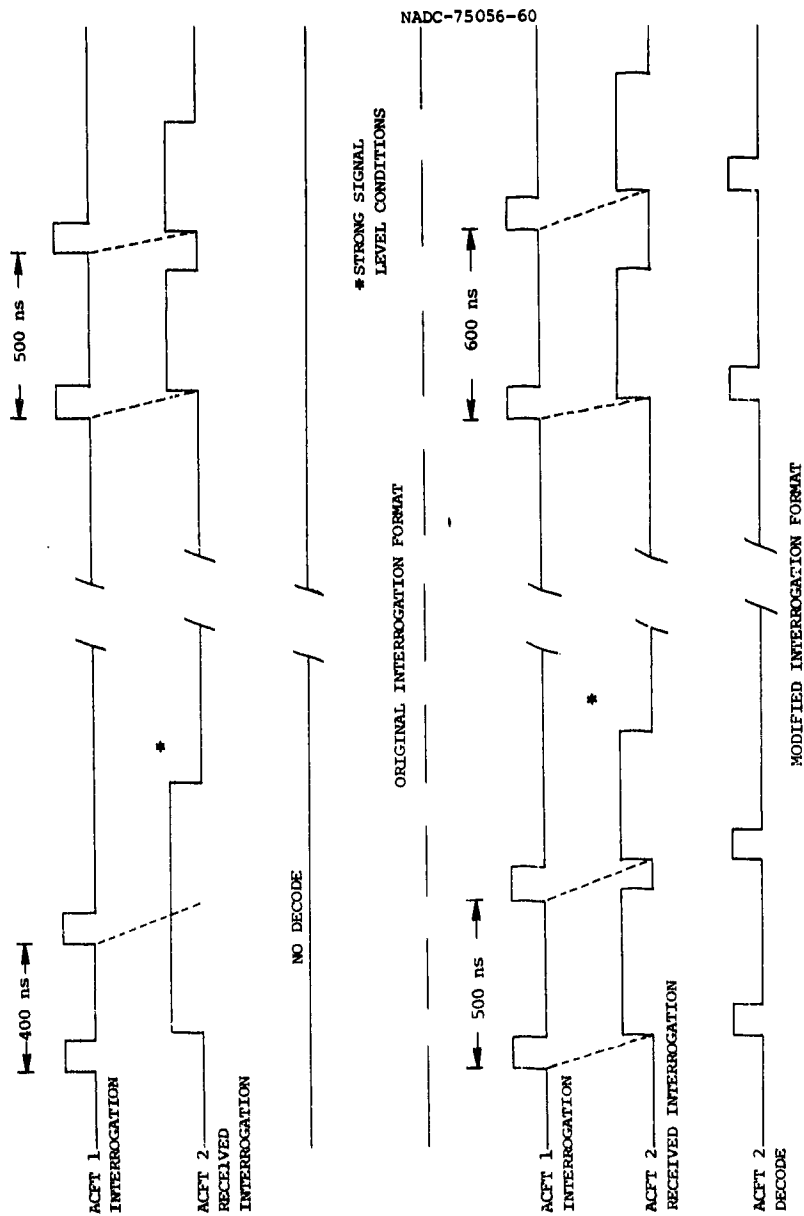 NADC-75056-60
400 ns
500 ns
ACFT 1
INTERROGATION
*
ACFT 2
RECEIVED
INTERROGATION
NO DECODE
*STRONG SIGNAL
LEVEL CONDITIONS
ORIGINAL INTERROGATION FORMAT
500 ns
600 ns
ACFT 1
INTERROGATION
*
ACFT 2
RECEIVED INTERROGATION
ACFT 2
DECODE
MODIFIED INTERROGATION FORMAT